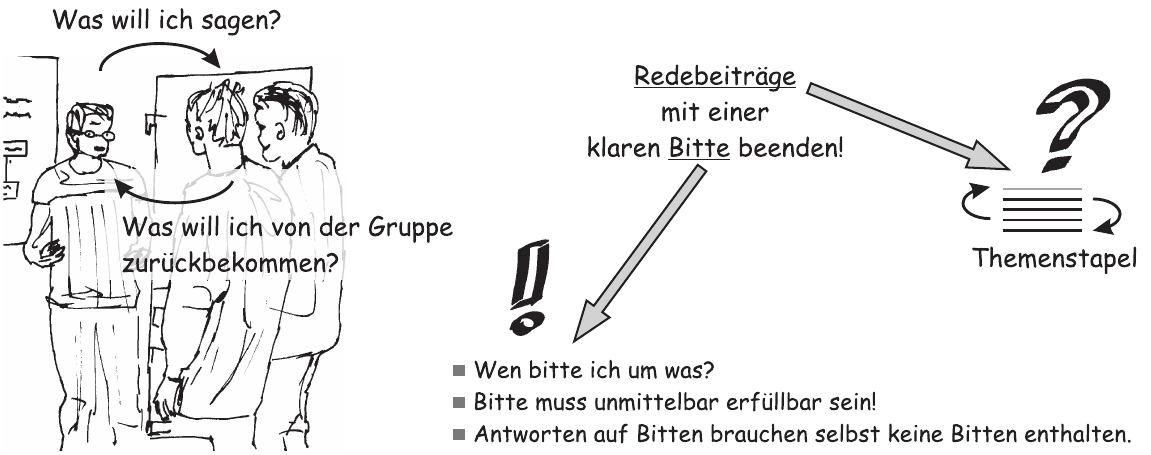 Was will ich sagen?
Was will ich von der Gruppe
zurückbekommen?
Redebeiträge
mit einer
klaren Bitte beenden!
?
Themenstapel
!
Wen bitte ich um was?
Bitte muss unmittelbar erfüllbar sein!
Antworten auf Bitten brauchen selbst keine Bitten enthalten.